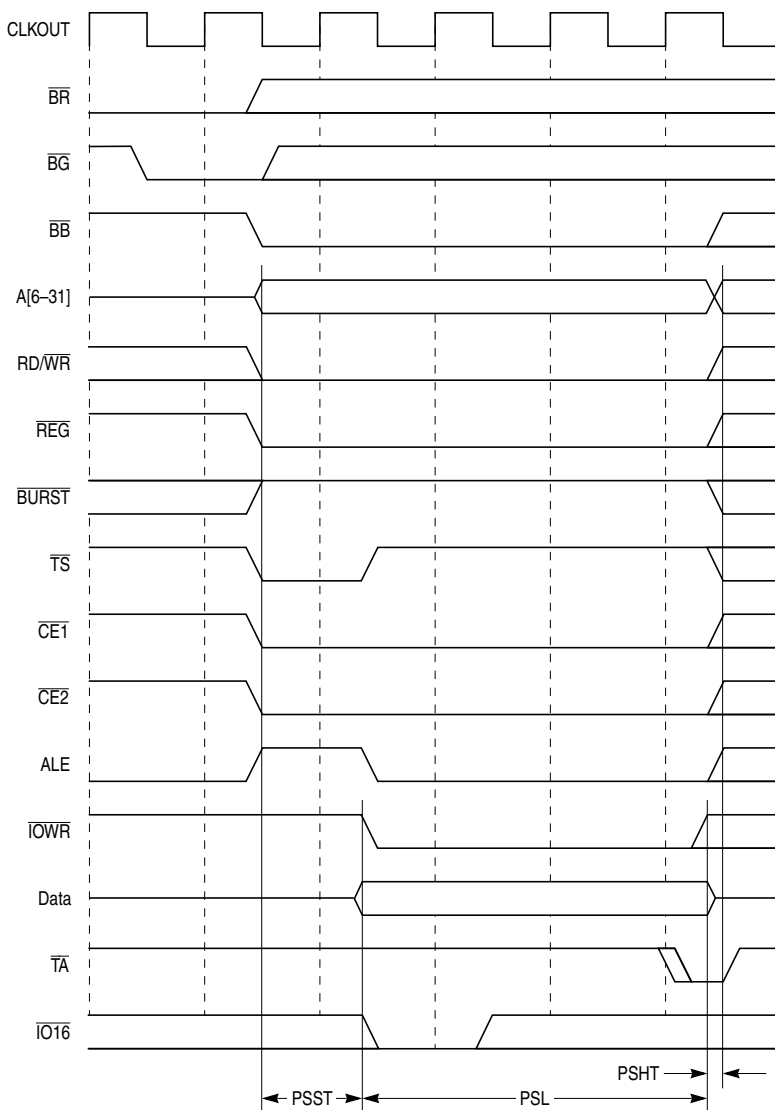 CLKOUT
BR
BG
BB
A[6–31]
RD/WR
REG
BURST
TS
CE1
CE2
ALE
IOWR
Data
TA
IO16
PSHT
PSST
PSL